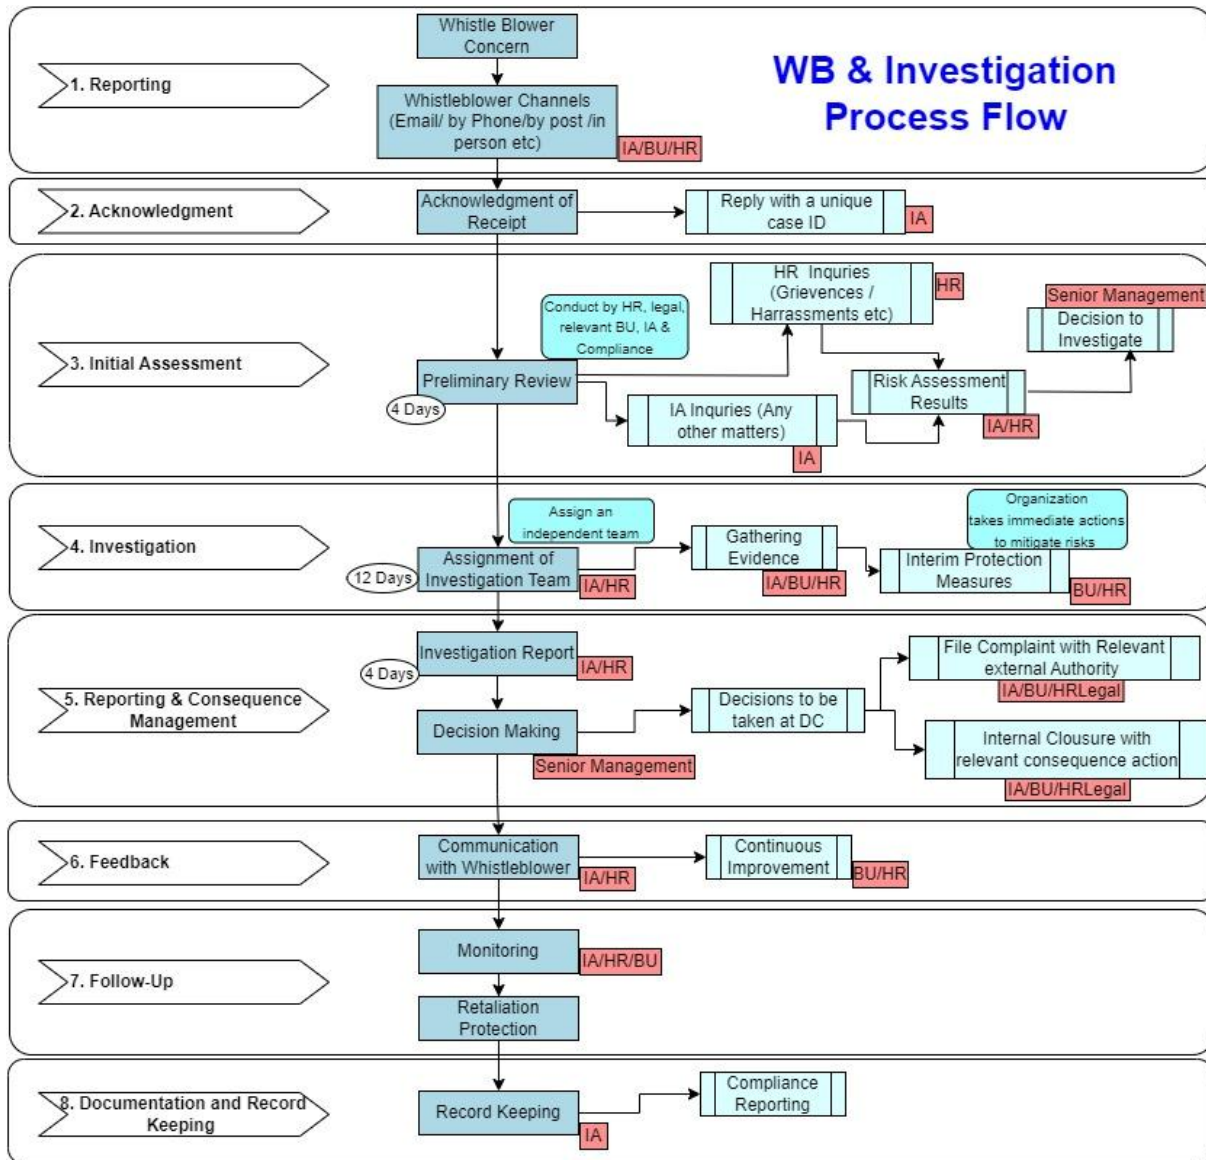 WB & Investigation
Process Flow
1. Reporting
Whistle Blower
Concern
Whistleblower Channels
(Email/ by Phone/by post /in
person etc)
IA/BU/HR
2. Acknowledgment
Acknowledgment of
Receipt
Reply with a unique
case ID
IA
3. Initial Assessment
Conduct by HR, legal,
relevant BU, IA &
Compliance
Preliminary Review
4 Days
HR Inquries
(Grievences /
Harrassments etc)
HR
IA Inquries (Any
other matters)
IA
Risk Assessment
Results
IA/HR
Senior Management
Decision to
Investigate
4. Investigation
Assign an
independent team
12 Days
Assignment of
Investigation Team
IA/HR
Gathering
Evidence
IA/BU/HR
Organization
takes immediate actions
to mitigate risks
Interim Protection
Measures
BU/HR
5. Reporting & Consequence
Management
Investigation Report
4 Days
IA/HR
Decision Making
Senior Management
Decisions to be
taken at DC
File Complaint with Relevant
external Authority
IA/BU/HRLegal
Internal Clousure with
relevant consequence action
IA/BU/HRLegal
6. Feedback
Communication
with Whistleblower
IA/HR
Continuous
Improvement
BU/HR
7. Follow-Up
Monitoring
IA/HR/BU
Retaliation
Protection
8. Documentation and Record
Keeping
Record Keeping
IA
Compliance
Reporting